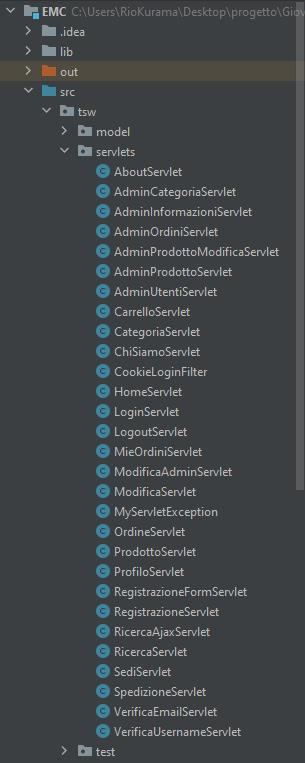 EMC C:\Users\RioKurama\Desktop\progetto\Giov
.idea
lib
out
src
tsw
model
servlets
AboutServlet
AdminCategoriaServlet
AdminInformazioniServlet
AdminOrdiniServlet
AdminProdottoModificaServlet
AdminProdottoServlet
AdminUtentiServlet
CarrelloServlet
CategoriaServlet
ChiSiamoServlet
CookieLoginFilter
HomeServlet
LoginServlet
LogoutServlet
MieOrdiniServlet
ModificaAdminServlet
ModificaServlet
MyServletException
OrdineServlet
ProdottoServlet
ProfiloServlet
RegistrazioneFormServlet
RegistrazioneServlet
RicercaAjaxServlet
RicercaServlet
SediServlet
SpedizioneServlet
VerificaEmailServlet
VerificaUsernameServlet
test